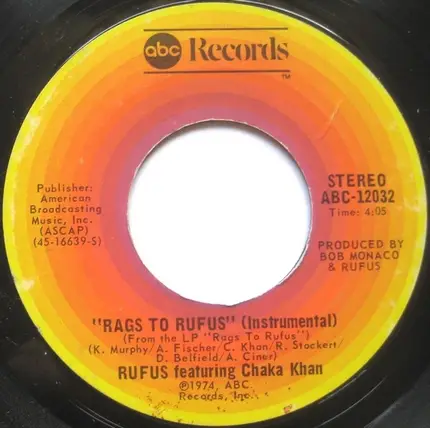 abc Records
TM
Publisher:
American
Broadcasting
Music, Inc.
(ASCAP)
(45-16639-S)
STEREO
ABC-12032
Time: 4:05
PRODUCED BY
BOB MONACO
& RUFUS
"RAGS TO RUFUS" (Instrumental)
(From the LP "Rags To Rufus")
(K. Murphy/A. Fischer/C. Khan/R. Stockert/
D. Belfield/A. Ciner)
RUFUS featuring Chaka Khan
©1974, ABC
Records, Inc.